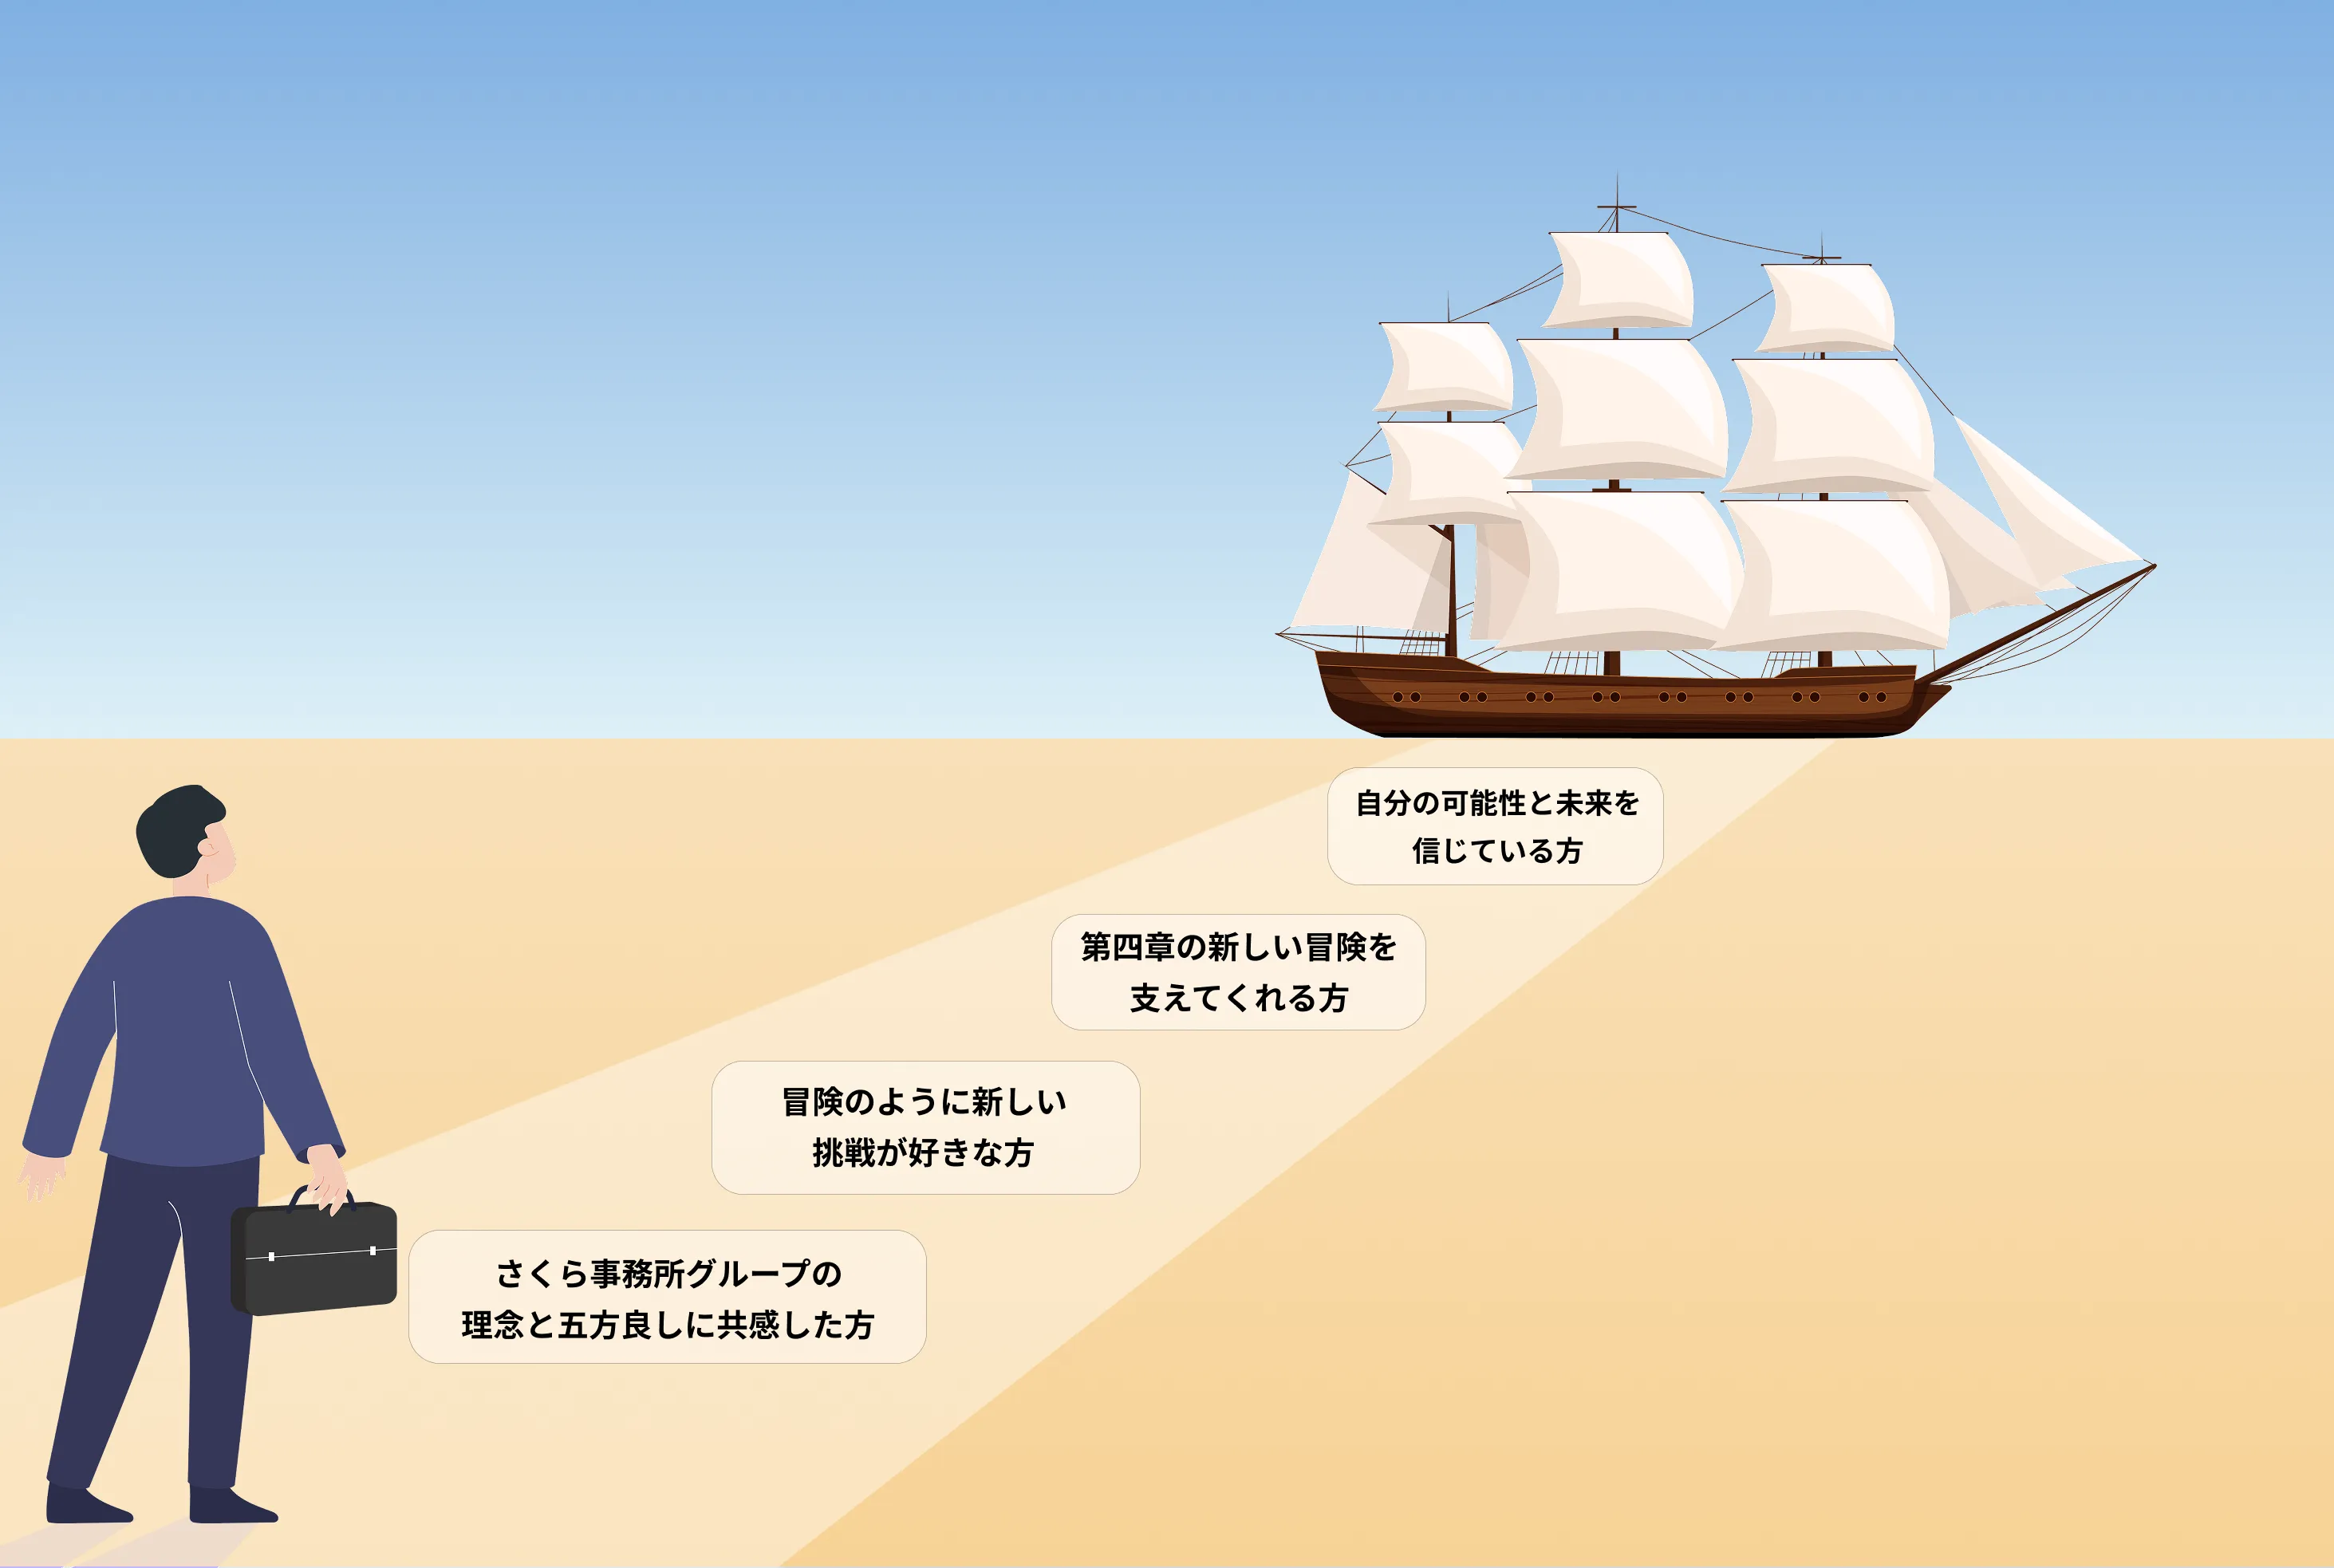 自分の可能性と未来を
信じている方
第四章の新しい冒険を
支えてくれる方
冒険のように新しい
挑戦が好きな方
さくら事務所グループの
理念と五方良しに共感した方